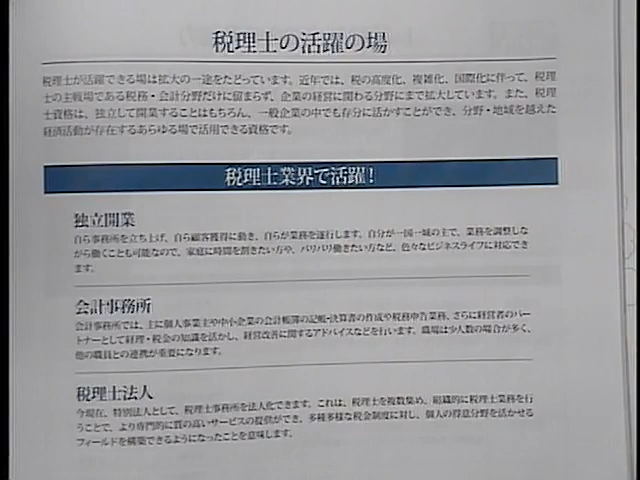 税理士の活躍の場
税理士が活躍できる場は拡大の一途をたどっています。近年では、税の高度化、複雑化、国際化に伴って、税理
士の主戦場である税務・会計分野だけに留まらず、企業の経営に関わる分野にまで拡大しています。また、税理
士資格は、独立して開業することはもちろん、一般企業の中でも存分に活かすことができ、分野・地域を越えた
経済活動が存在するあらゆる場で活用できる資格です。
税理士業界で活躍！
独立開業
自ら事務所を立ち上げ、自ら顧客獲得に動き、自らが業務を遂行します。自分が一国一城の主で、業務を調整しな
がら働くことも可能なので、家庭に時間を割きたい方や、バリバリ働きたい方など、色々なビジネスライフに対応でき
ます。
会計事務所
会計事務所では、主に個人事業主や中小企業の会計帳簿の記帳・決算書の作成や税務申告業務、さらに経営者のパー
トナーとして経理・税金の知識を活かし、経営改善に関するアドバイスなどを行います。職場は少人数の場合が多く、
他の職員との連携が重要になります。
税理士法人
今現在、特別法人として、税理士事務所を法人化できます。これは、税理士を複数集め、組織的に税理士業務を行
うことで、より専門的に質の高いサービスの提供ができ、多種多様な税金制度に対し、個人の得意分野を活かせる
フィールドを構築できるようになったことを意味します。